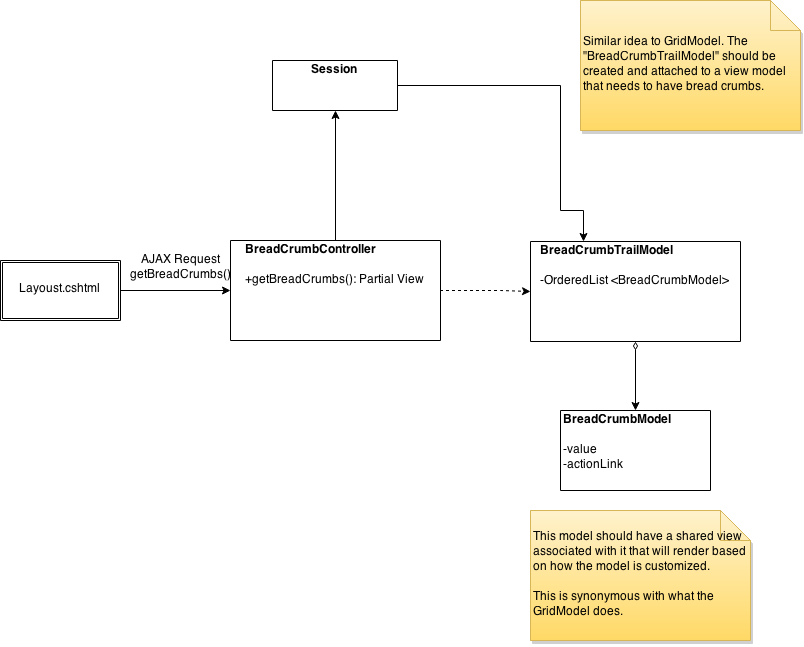 Similar idea to GridModel. The
"BreadCrumbTrailModel" should be
created and attached to a view model
that needs to have bread crumbs.
Session
AJAX Request
getBreadCrumbs()
Layoust.cshtml
BreadCrumbController
+getBreadCrumbs(): Partial View
BreadCrumbTrailModel
-OrderedList <BreadCrumbModel>
BreadCrumbModel
-value
-actionLink
This model should have a shared view
associated with it that will render based
on how the model is customized.
This is synonymous with what the
GridModel does.